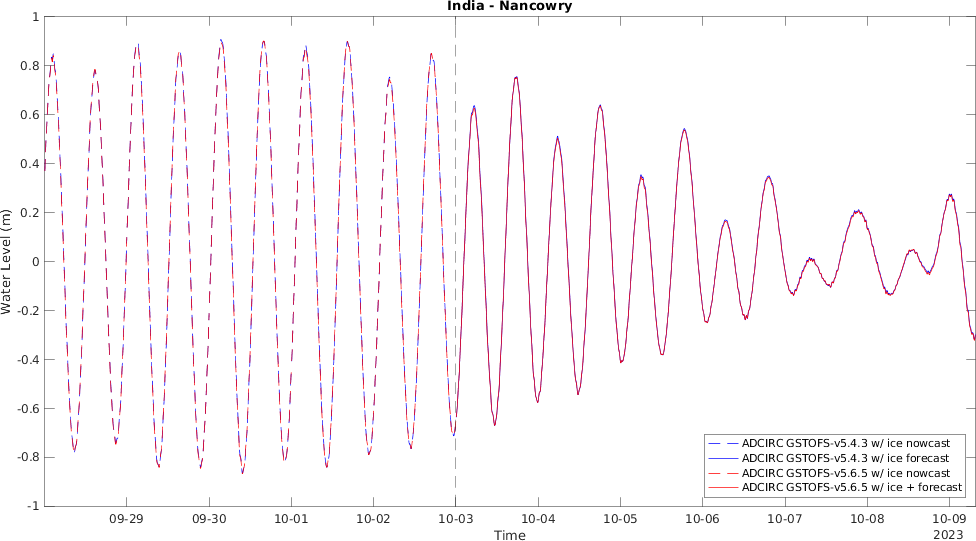 India - Nancowry
1
0.8
0.6
0.4
0.2
0
-0.2
-0.4
-0.6
-0.8
-1
Water Level (m)
09-29 09-30 10-01 10-02 10-03 10-04 10-05 10-06 10-07 10-08 10-09
2023
Time
ADCIRC GSTOFS-v5.4.3 w/ ice nowcast
ADCIRC GSTOFS-v5.4.3 w/ ice forecast
ADCIRC GSTOFS-v5.6.5 w/ ice nowcast
ADCIRC GSTOFS-v5.6.5 w/ ice + forecast